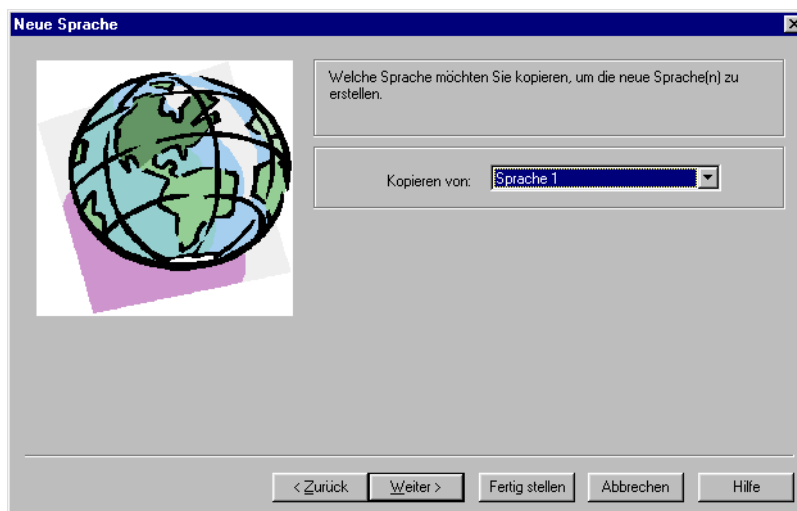 Neue Sprache
Welche Sprache möchten Sie kopieren, um die neue Sprache(n) zu
erstellen.
Kopieren von: Sprache 1
< Zurück Weiter > Fertig stellen Abbrechen Hilfe